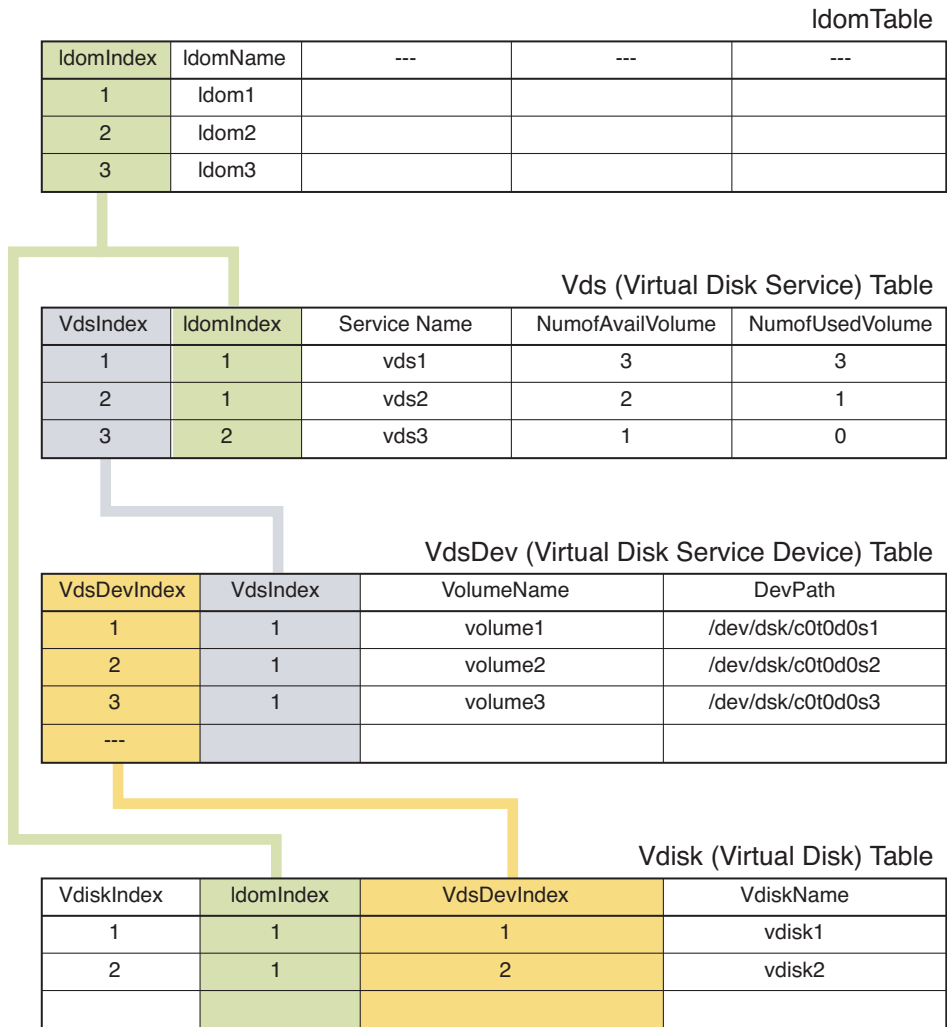 ldomTable
ldomIndex ldomName --- --- ---
1 ldom1
2 ldom2
3 ldom3
Vds (Virtual Disk Service) Table
VdsIndex ldomIndex Service Name NumofAvailVolume NumofUsedVolume
1 1 vds1 3 3
2 1 vds2 2 1
3 2 vds3 1 0
VdsDev (Virtual Disk Service Device) Table
VdsDevIndex VdsIndex VolumeName DevPath
1 1 volume1 /dev/dsk/c0t0d0s1
2 1 volume2 /dev/dsk/c0t0d0s2
3 1 volume3 /dev/dsk/c0t0d0s3
---
Vdisk (Virtual Disk) Table
VdiskIndex ldomIndex VdsDevIndex VdiskName
1 1 1 vdisk1
2 1 2 vdisk2